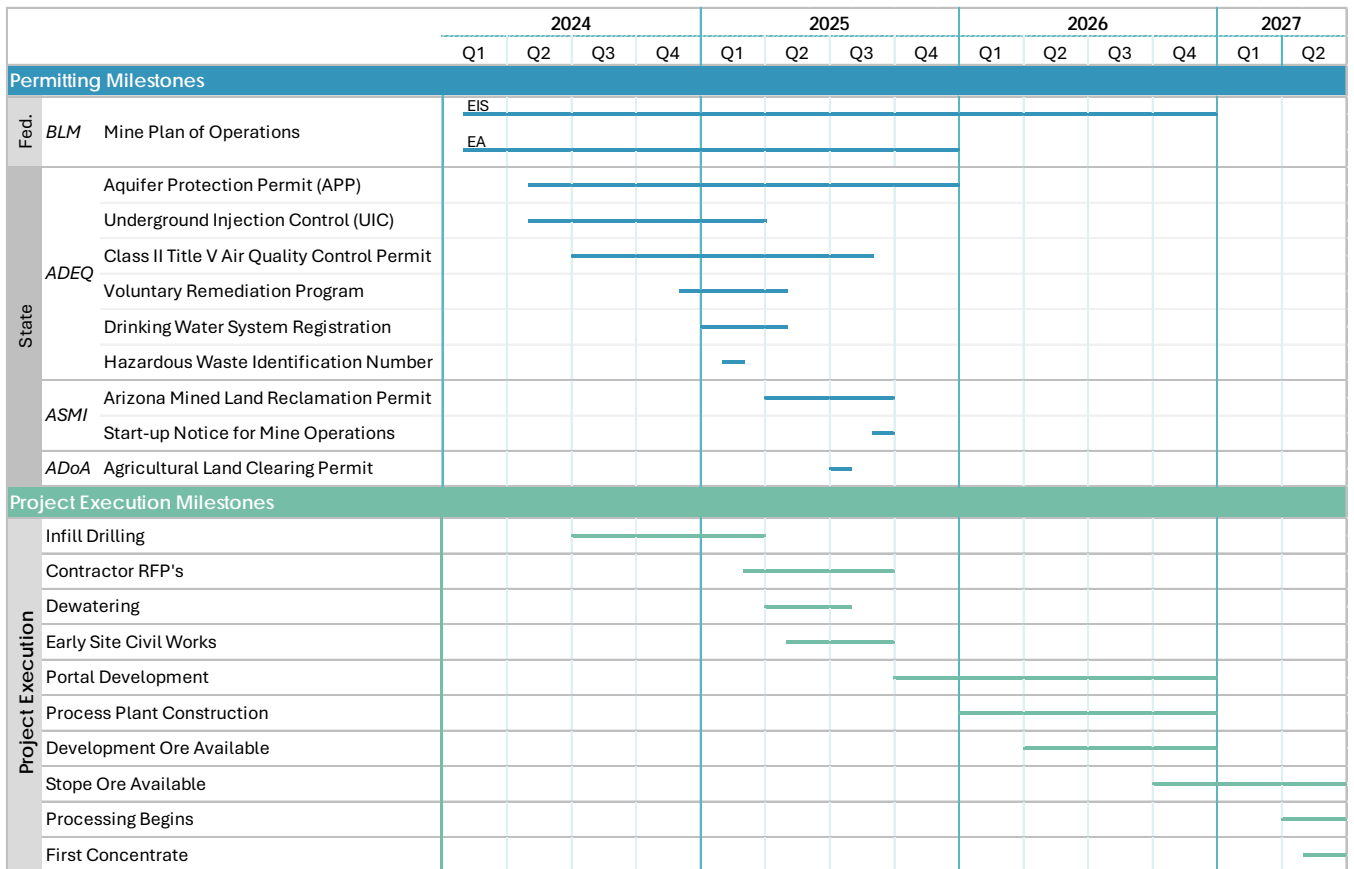 2024 2025 2026 2027
Q1 Q2 Q3 Q4 Q1 Q2 Q3 Q4 Q1 Q2 Q3 Q4 Q1 Q2
Permitting Milestones
Fed.
BLM Mine Plan of Operations
EIS
EA
State
ADEQ
Aquifer Protection Permit (APP)
Underground Injection Control (UIC)
Class II Title V Air Quality Control Permit
Voluntary Remediation Program
Drinking Water System Registration
Hazardous Waste Identification Number
ASMI
Arizona Mined Land Reclamation Permit
Start-up Notice for Mine Operations
ADoA Agricultural Land Clearing Permit
Project Execution Milestones
Project Execution
Infill Drilling
Contractor RFP's
Dewatering
Early Site Civil Works
Portal Development
Process Plant Construction
Development Ore Available
Stope Ore Available
Processing Begins
First Concentrate